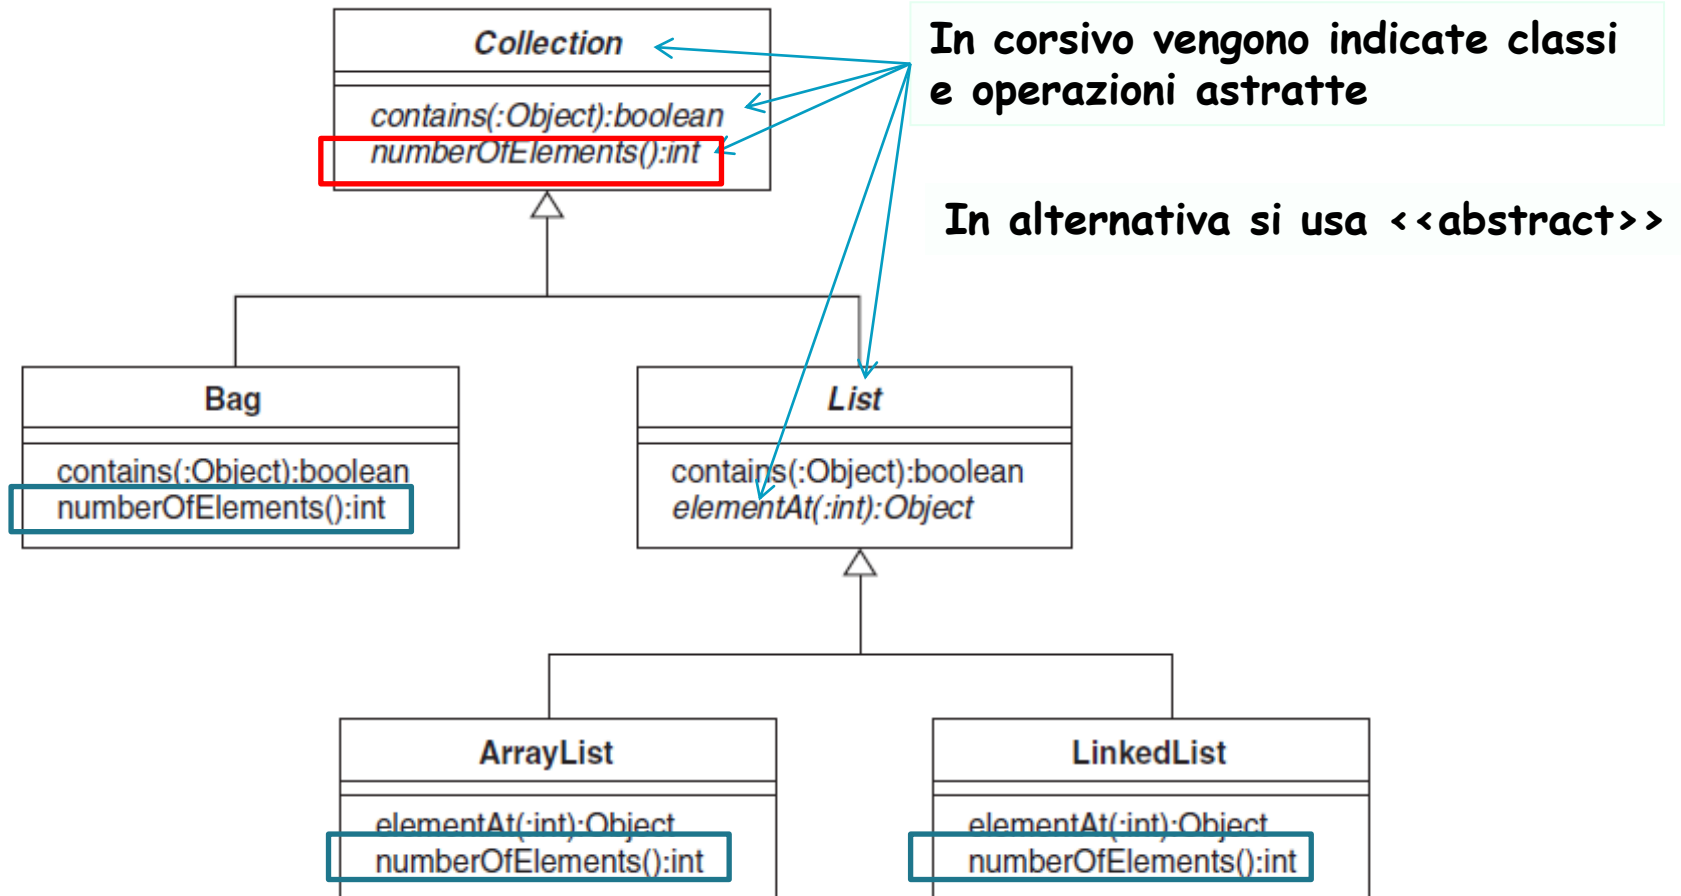 Collection
contains(:Object):boolean
numberOfElements():int
In corsivo vengono indicate classi
e operazioni astratte
In alternativa si usa <<abstract>>
Bag
contains(:Object):boolean
numberOfElements():int
List
contains(:Object):boolean
elementAt(:int):Object
ArrayList
elementAt(:int):Object
numberOfElements():int
LinkedList
elementAt(:int):Object
numberOfElements():int